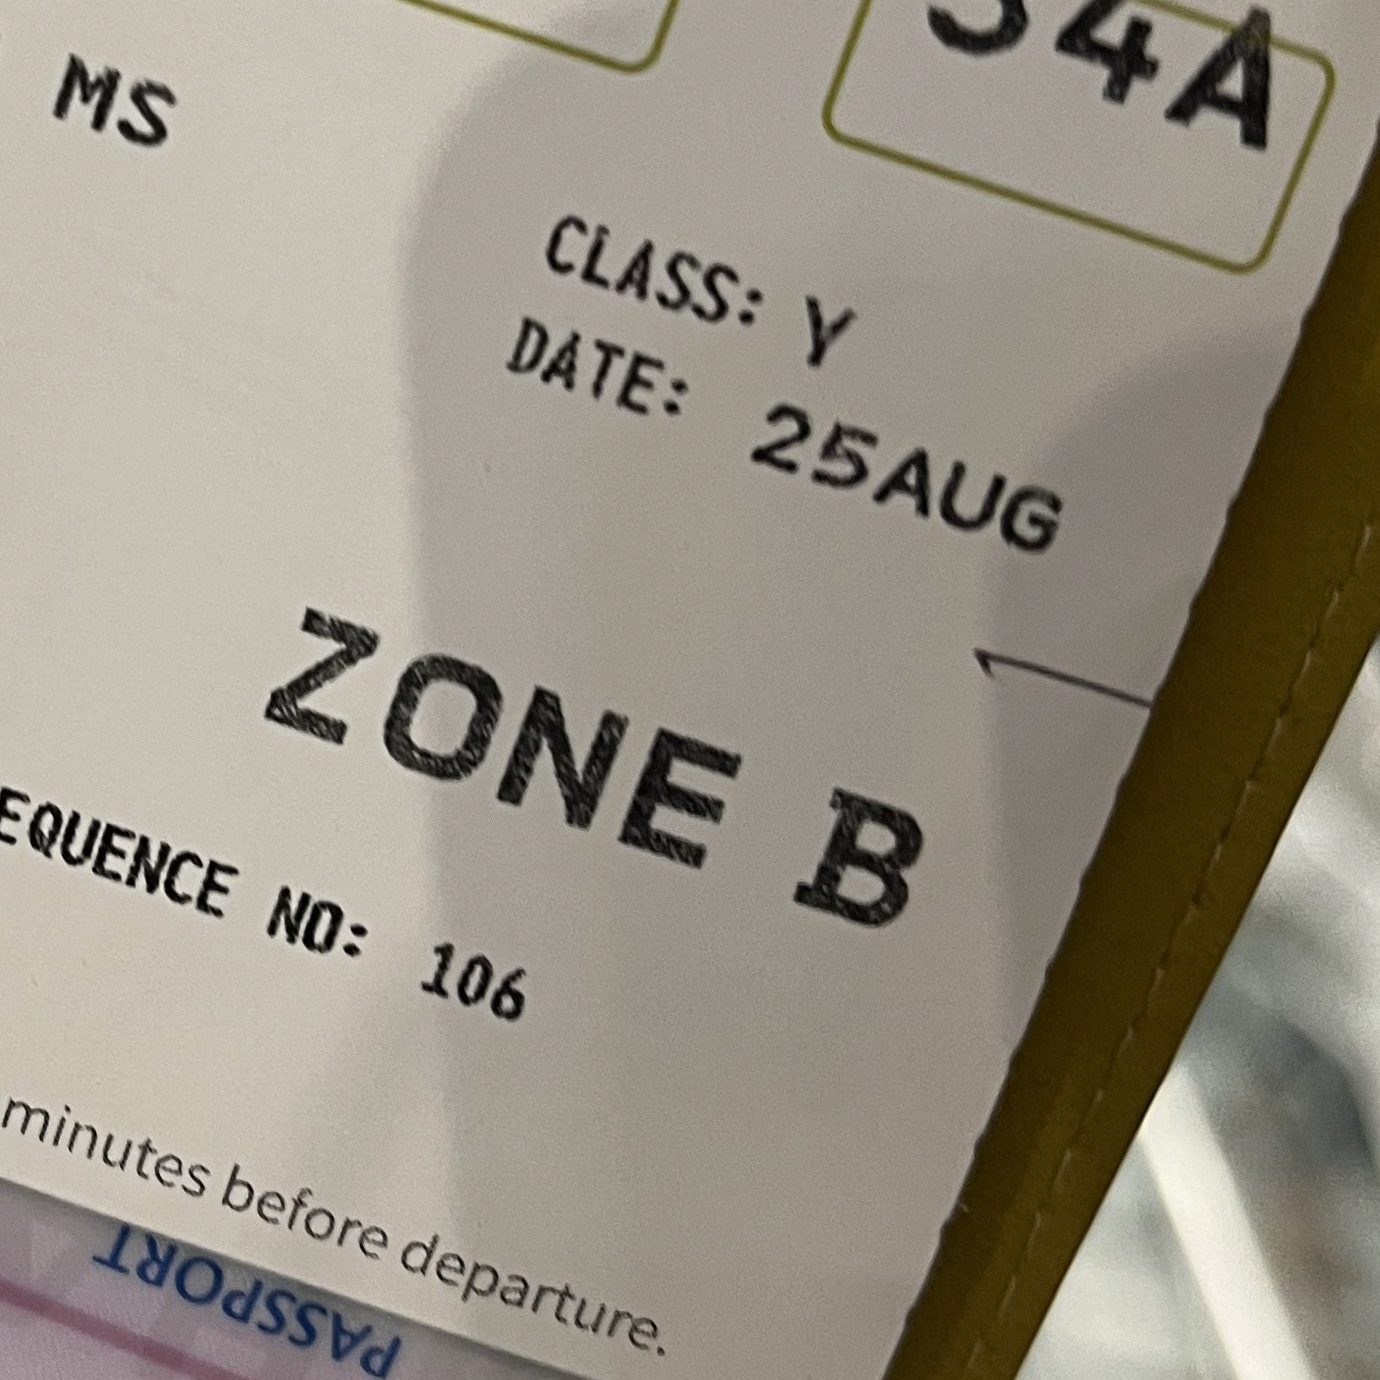 34A
MS
CLASS: Y
DATE: 25AUG
ZONE B
EQUENCE NO: 106
minutes before departure.
PASSPORT